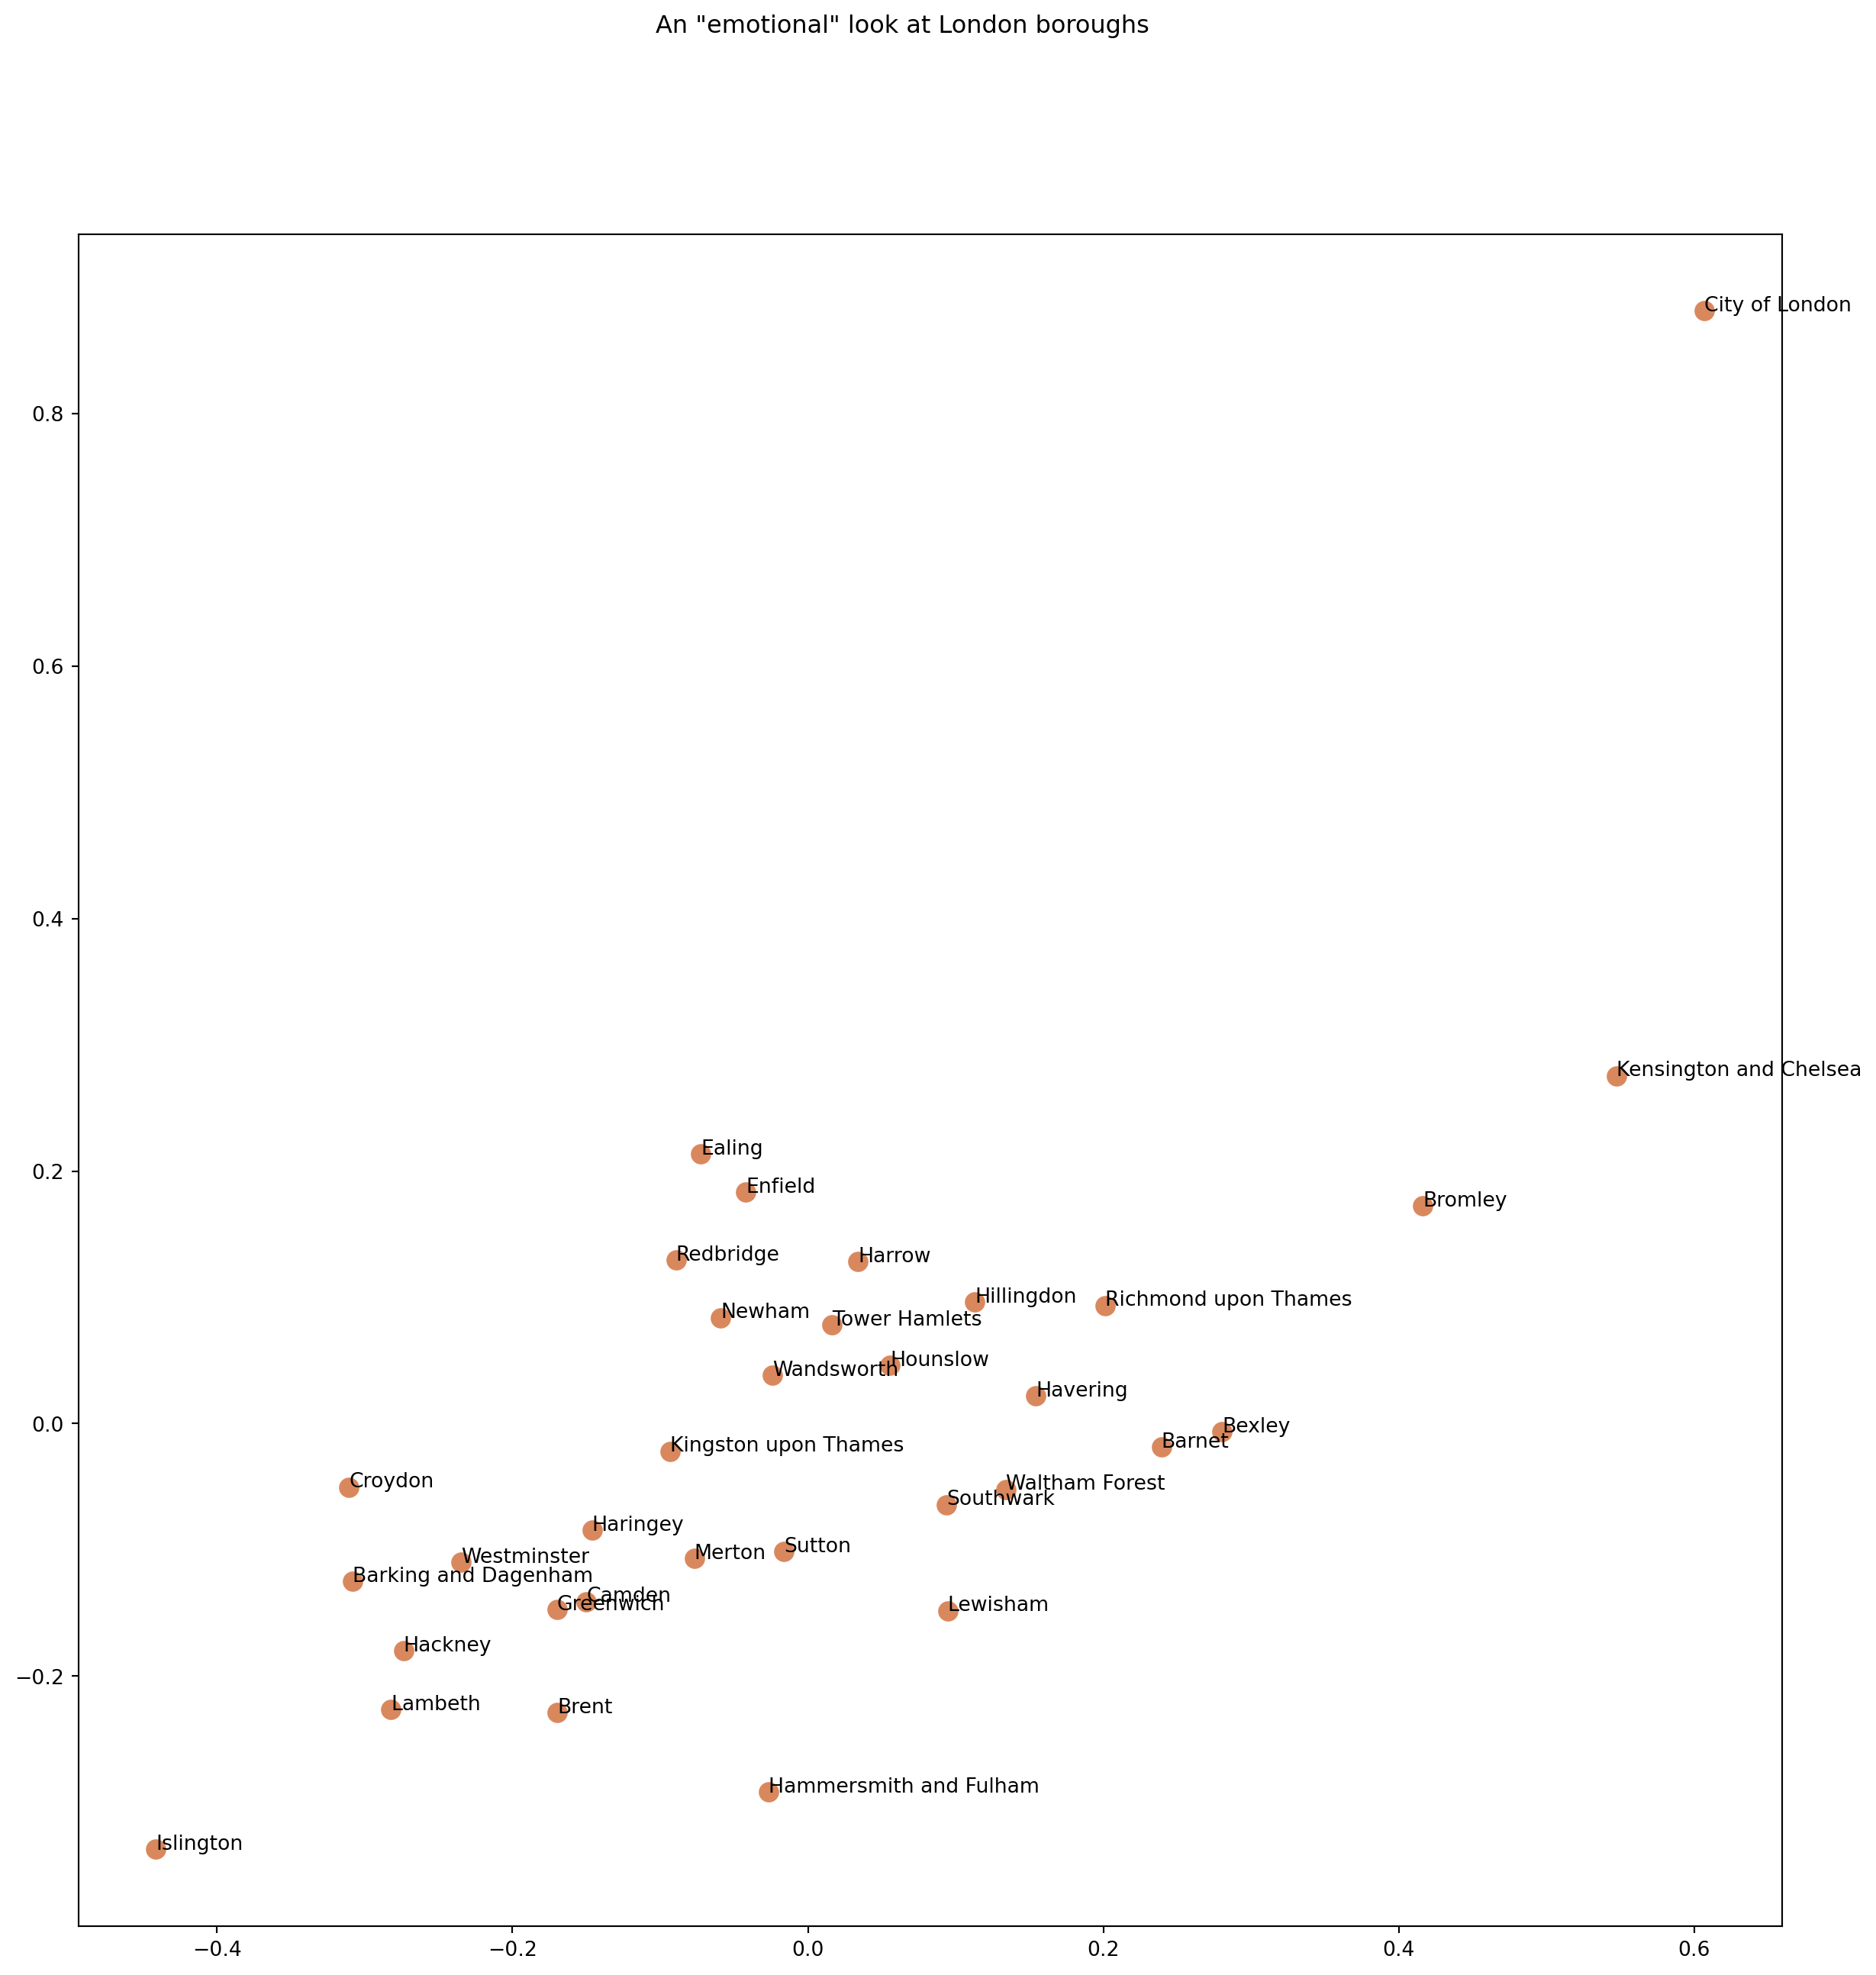 An "emotional" look at London boroughs
City of London
0.8
0.6
0.4
Kensington and Chelsea
Ealing
0.2
Enfield
Bromley
Redbridge
Harrow
Hillingdon
Richmond upon Thames
Newham
Tower Hamlets
Hounslow
Wandsworth
Havering
0.0
Bexley
Barnet
Kingston upon Thames
Croydon
Waltham Forest
Southwark
Haringey
Sutton
Merton
Westminster
Barking and Dagenham
Camden
Greenwich
Lewisham
Hackney
−0.2
Lambeth
Brent
Hammersmith and Fulham
Islington
−0.4
−0.2
0.0
0.2
0.4
0.6